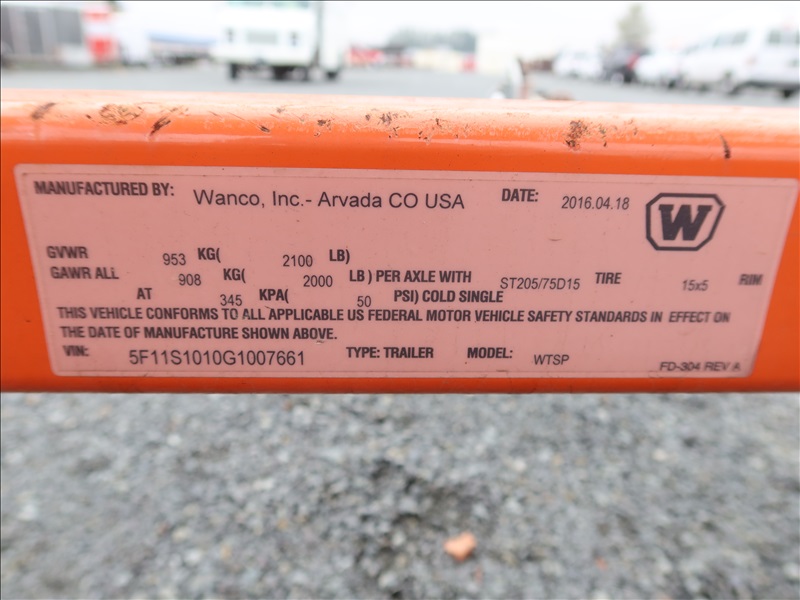 MANUFACTURED BY: Wanco, Inc.- Arvada CO USA DATE: 2016.04.18 W
GVWR 953 KG( 2100 LB)
GAWR ALL 908 KG( 2000 LB) PER AXLE WITH ST205/75D15 TIRE 15x5 RIM
AT 345 KPA( 50 PSI) COLD SINGLE
THIS VEHICLE CONFORMS TO ALL APPLICABLE US FEDERAL MOTOR VEHICLE SAFETY STANDARDS IN EFFECT ON
THE DATE OF MANUFACTURE SHOWN ABOVE.
VIN: 5F11S1010G1007661 TYPE: TRAILER MODEL: WTSP FD-304 REV A